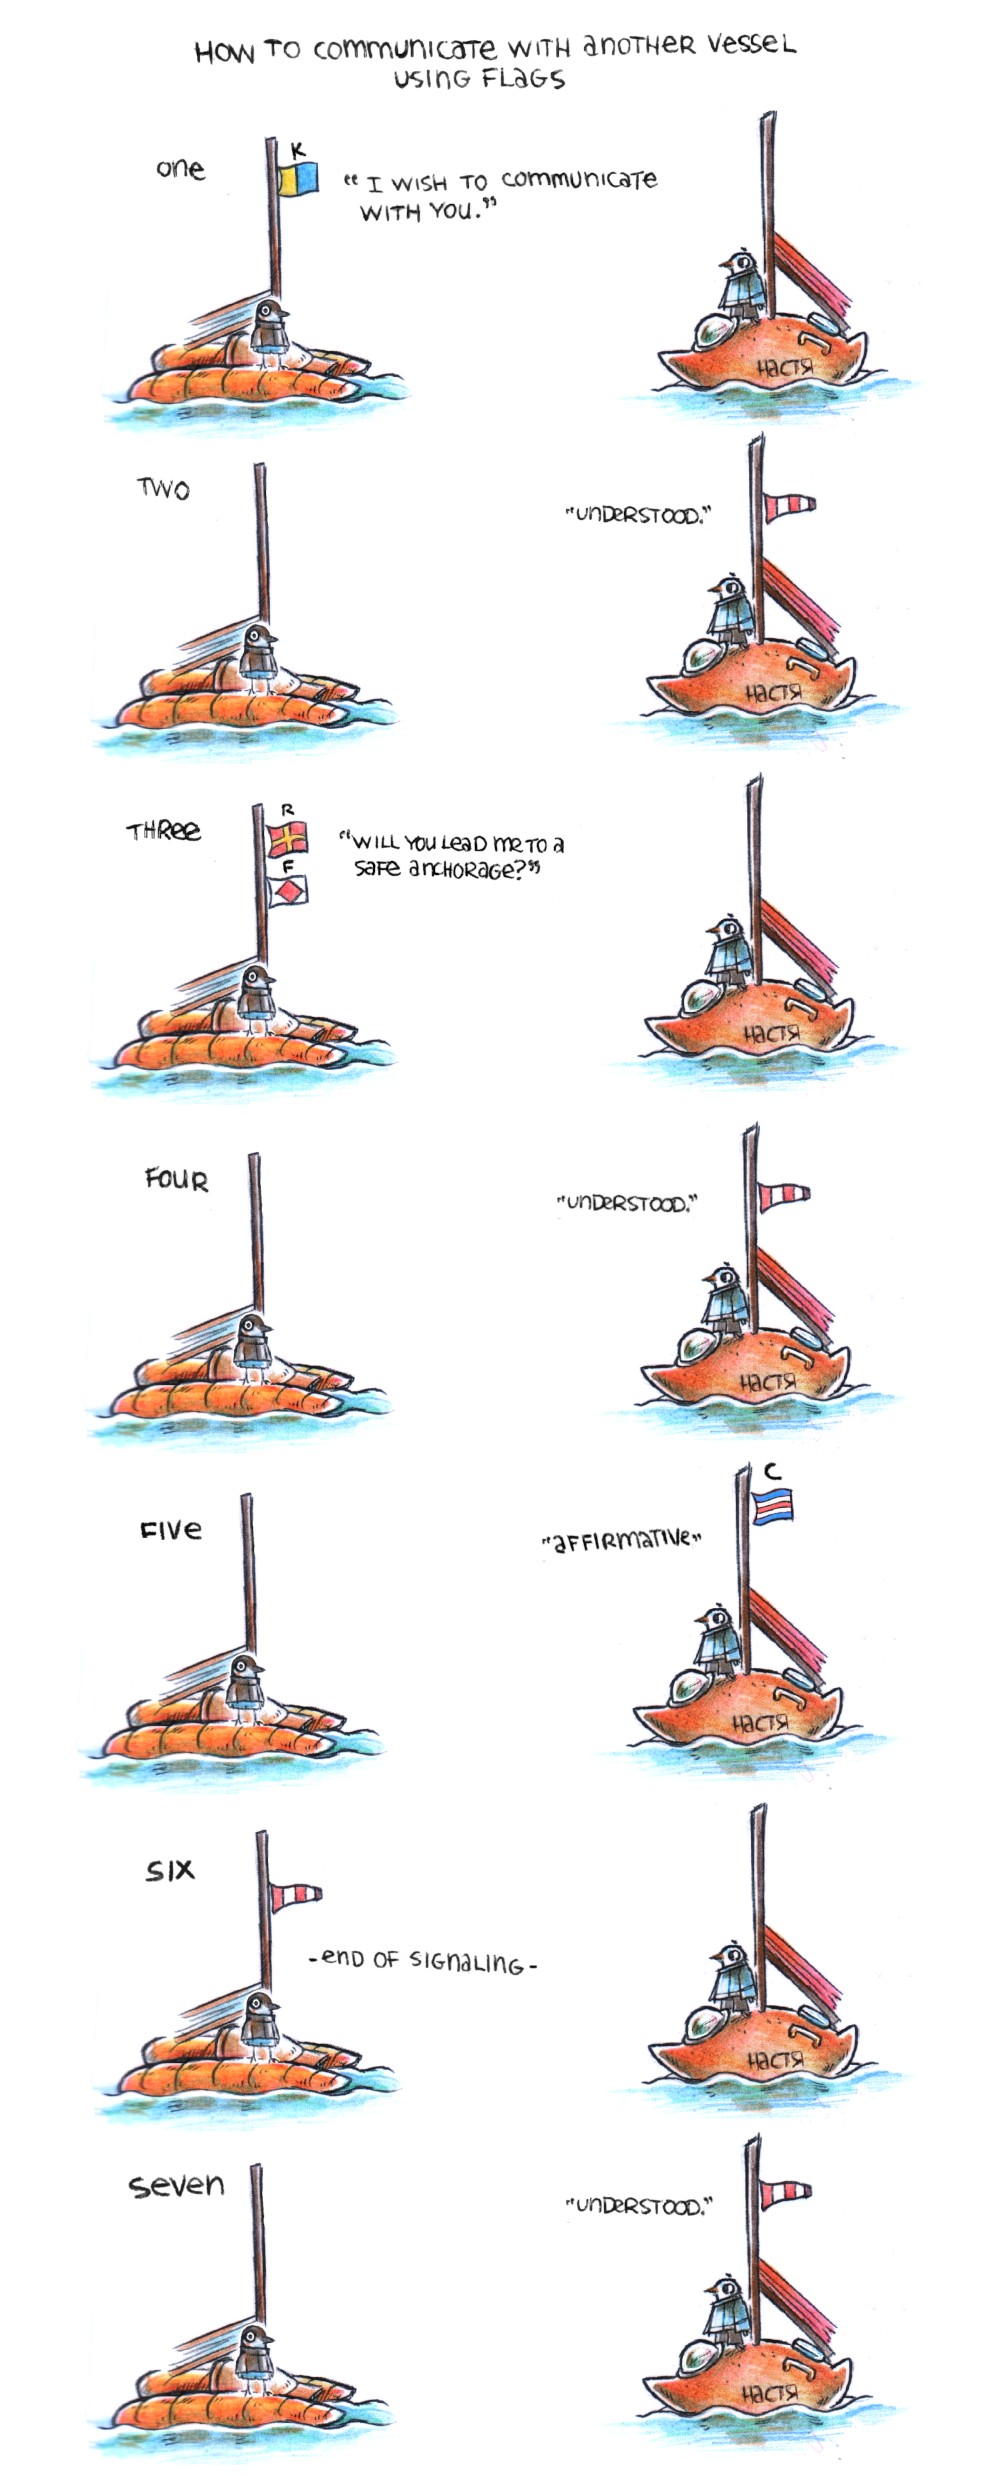 HOW TO COMMUNICATE WITH ANOTHER VESSEL
USING FLAGS
ONE
K
"I WISH TO COMMUNICATE
WITH YOU."
НАСТЯ
TWO
"UNDERSTOOD."
НАСТЯ
THREE
R
F
"WILL YOU LEAD ME TO A
SAFE ANCHORAGE?"
НАСТЯ
FOUR
"UNDERSTOOD."
НАСТЯ
FIVE
C
"AFFIRMATIVE"
НАСТЯ
SIX
-END OF SIGNALING-
НАСТЯ
SEVEN
"UNDERSTOOD."
НАСТЯ